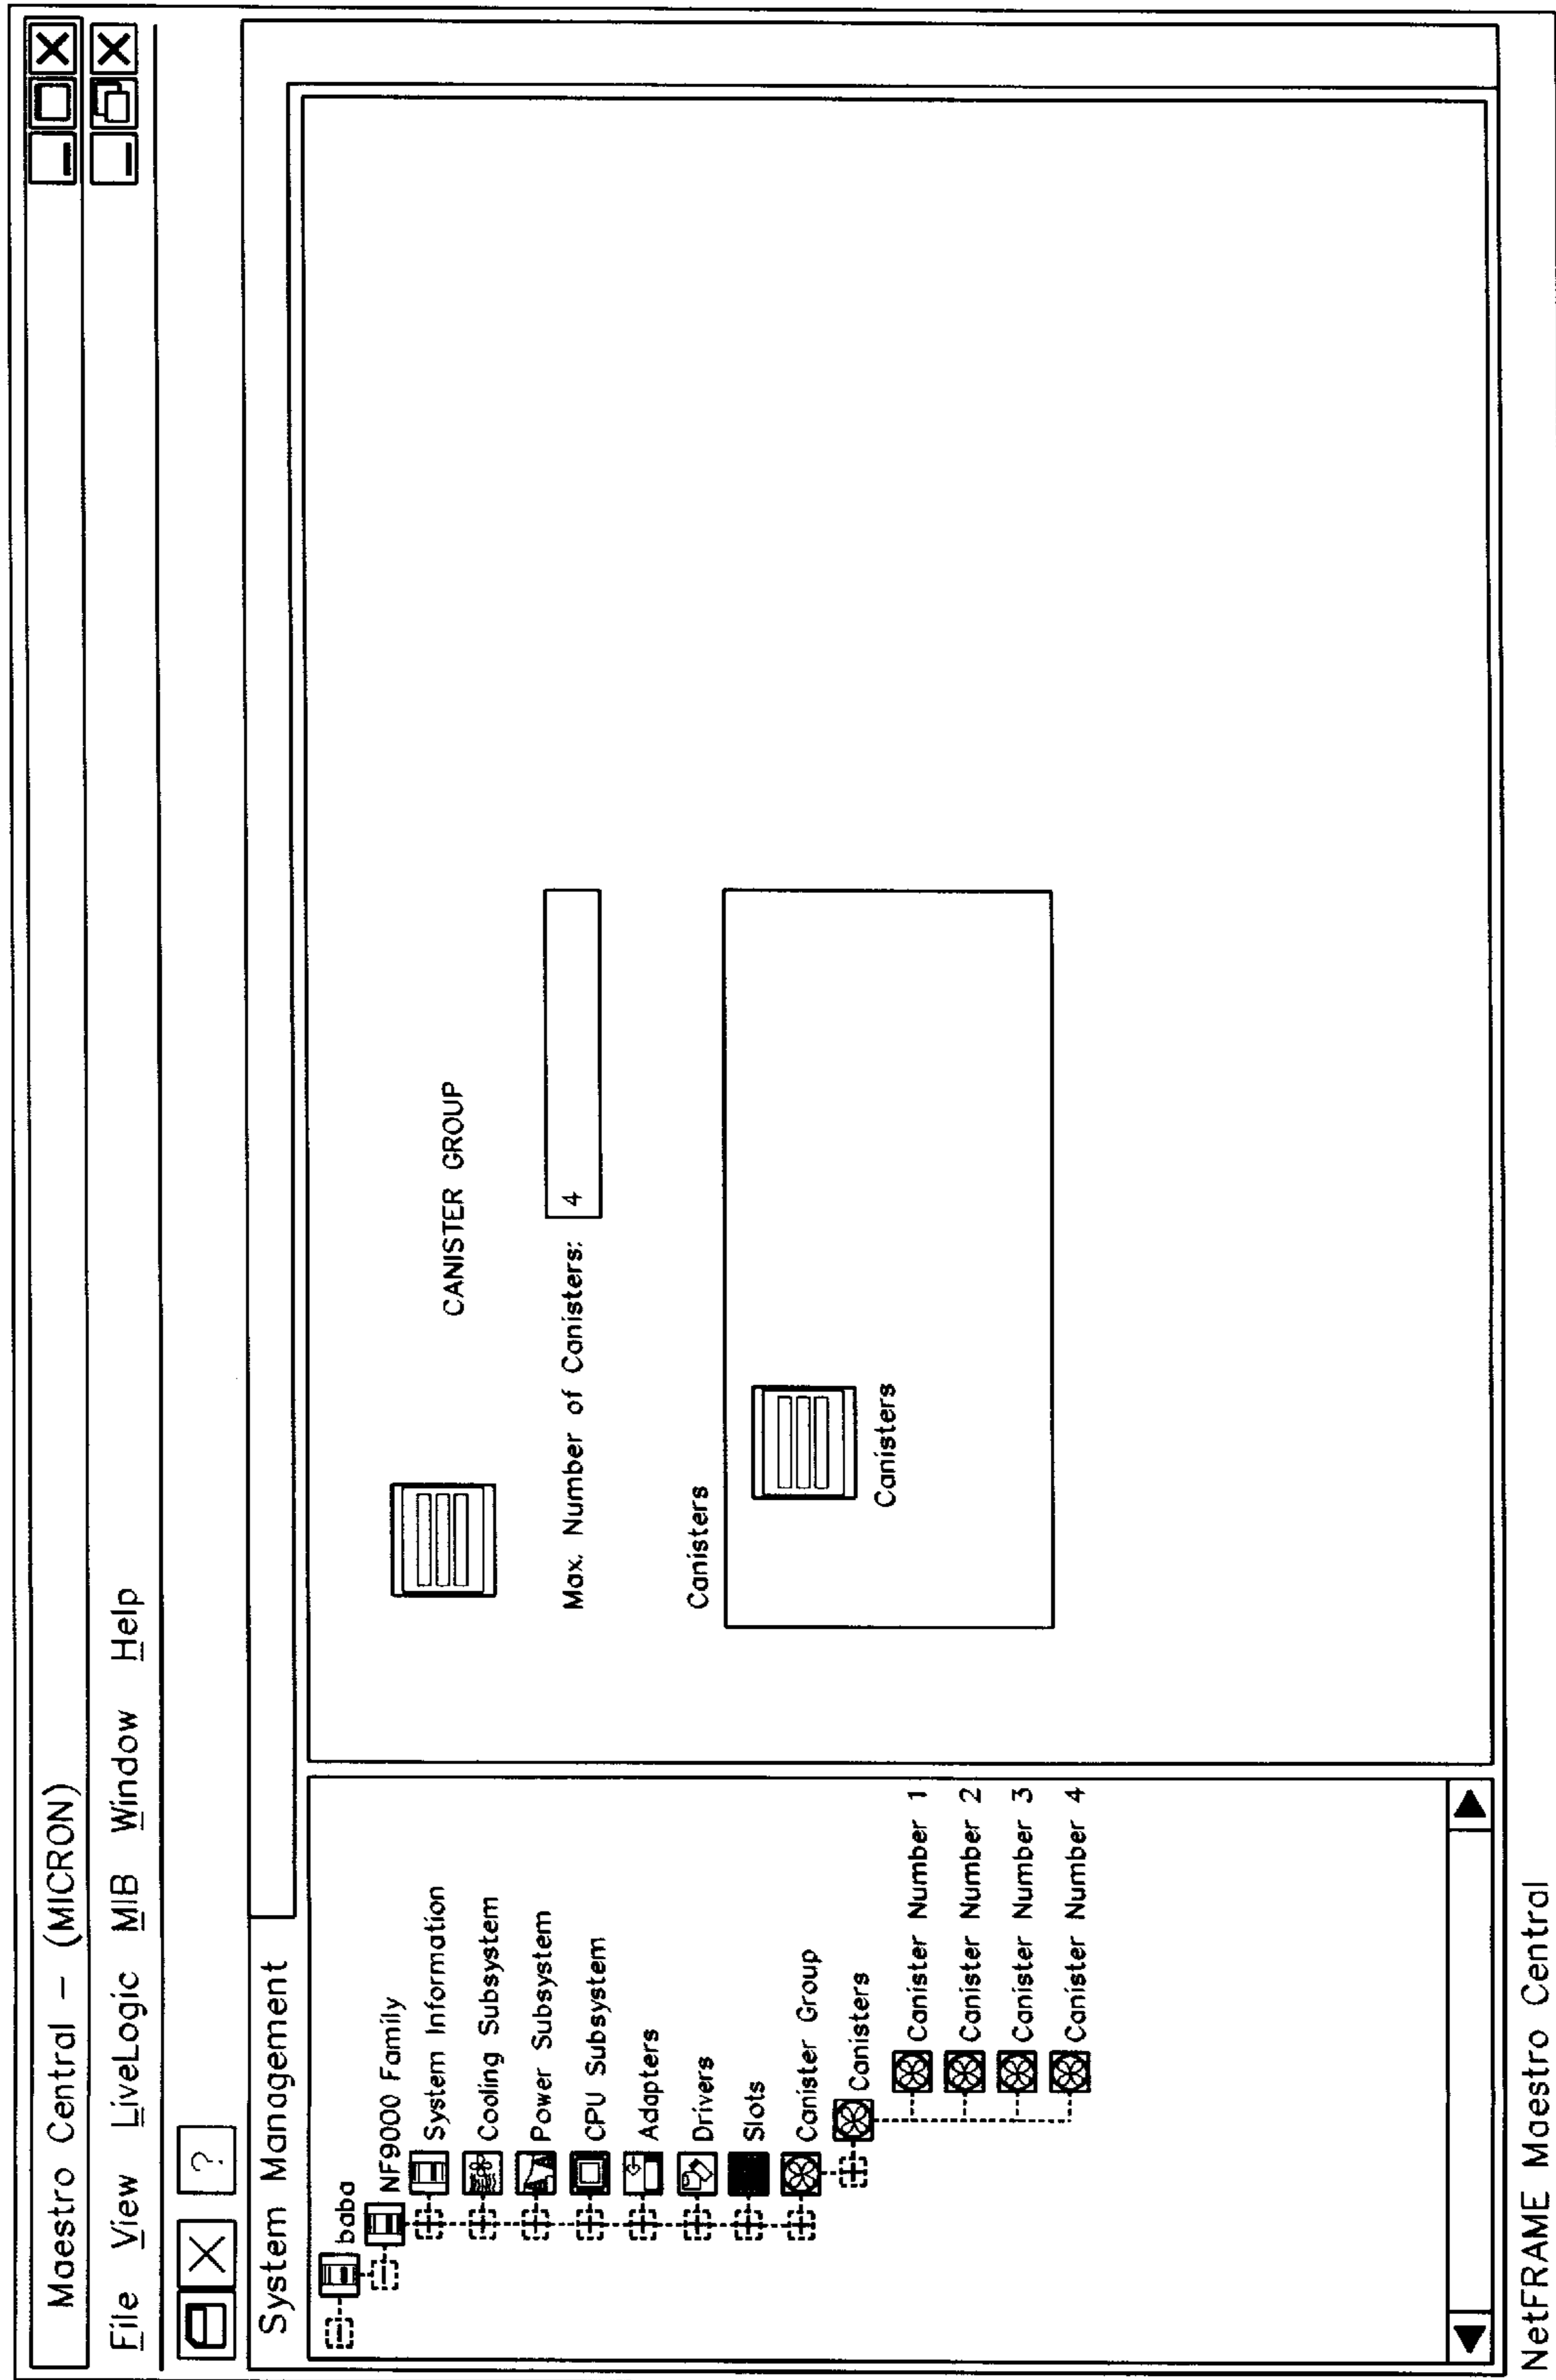 Maestro Central – (MICRON)
File View LiveLogic MIB Window Help
?
System Management
baba
NF9000 Family
System Information
Cooling Subsystem
Power Subsystem
CPU Subsystem
Adapters
Drivers
Slots
Canister Group
Canisters
Canister Number 1
Canister Number 2
Canister Number 3
Canister Number 4
CANISTER GROUP
Max. Number of Canisters: 4
Canisters
Canisters
NetFRAME Maestro Central